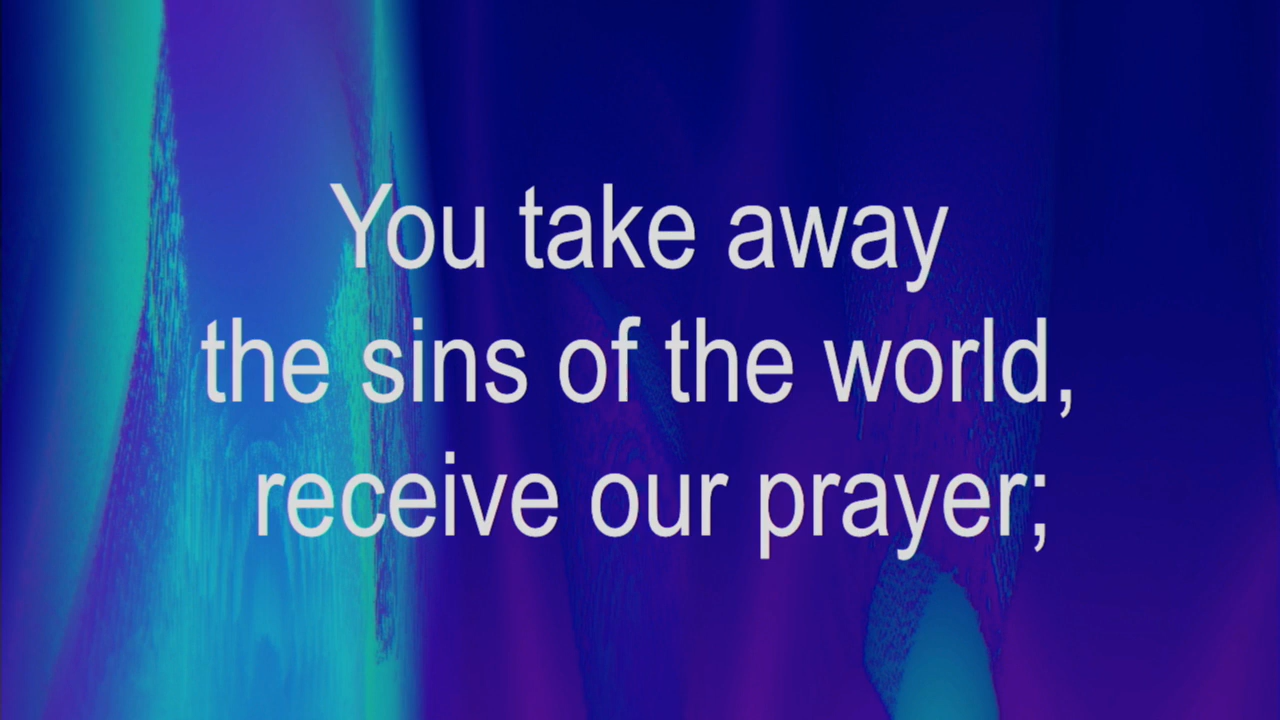 You take away
the sins of the world,
receive our prayer;